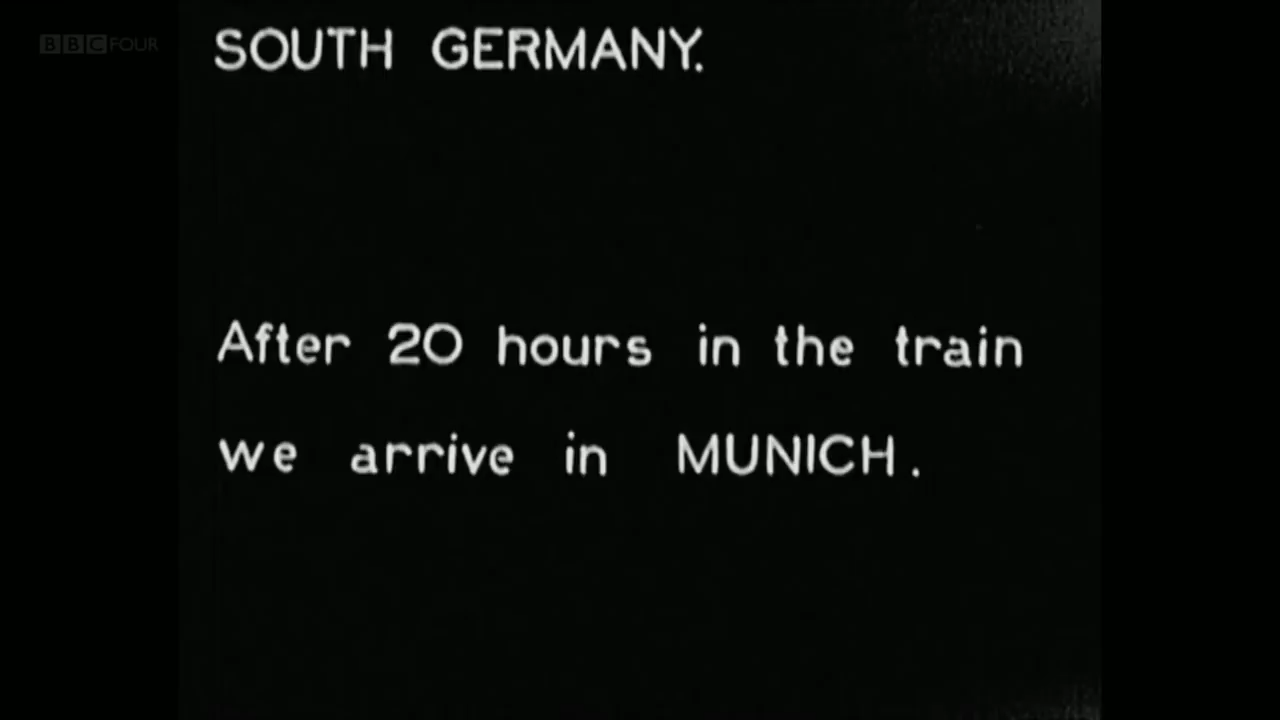 BBC FOUR
SOUTH GERMANY.
After 20 hours in the train
we arrive in MUNICH.